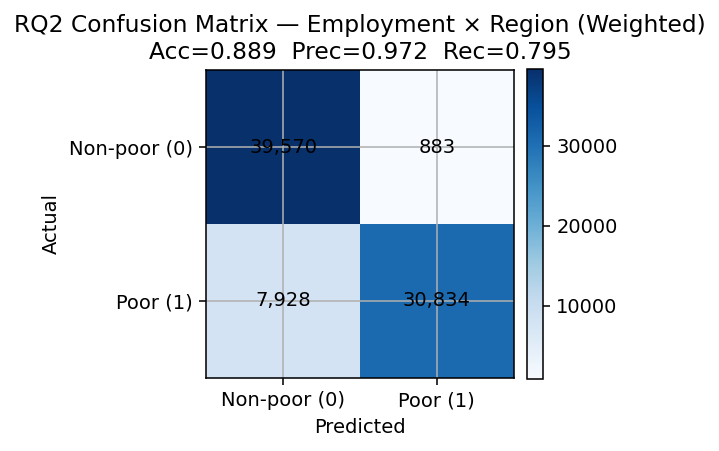 RQ2 Confusion Matrix — Employment × Region (Weighted)
Acc=0.889  Prec=0.972  Rec=0.795
Actual
Non-poor (0)
39,570
883
Poor (1)
7,928
30,834
30000
20000
10000
Non-poor (0)
Poor (1)
Predicted